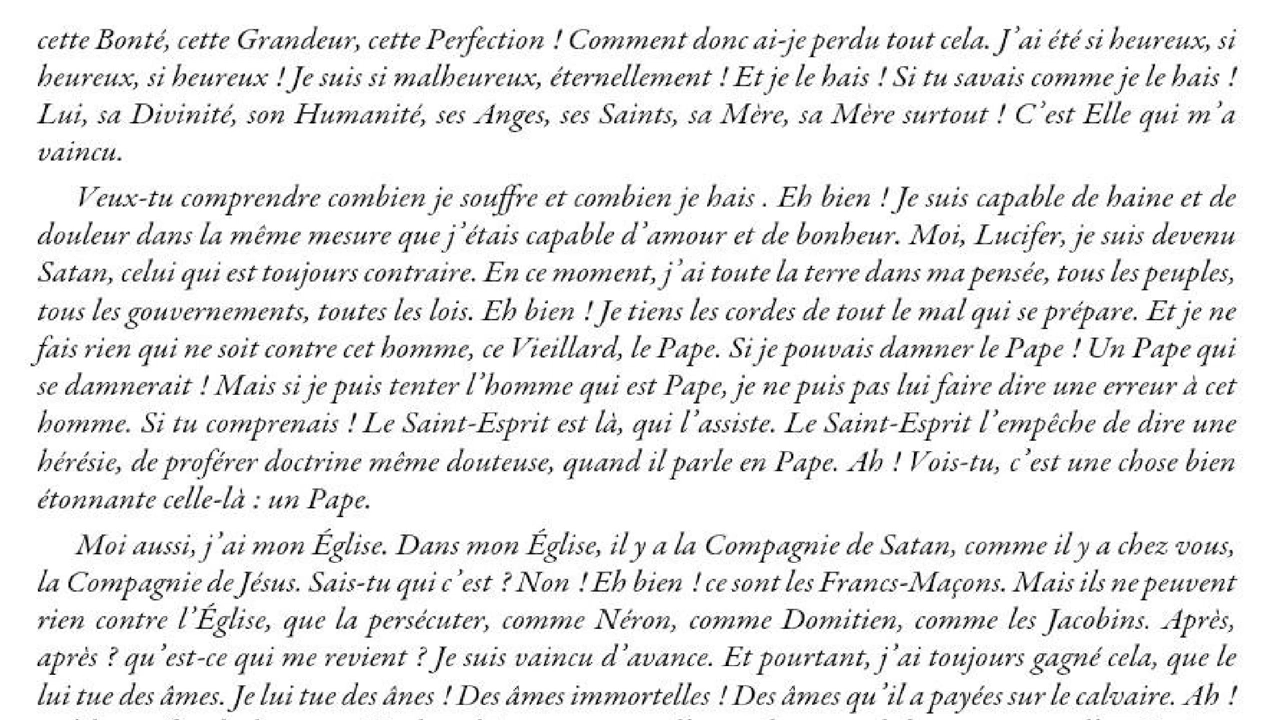 cette Bonté, cette Grandeur, cette Perfection ! Comment donc ai-je perdu tout cela. J’ai été si heureux, si
heureux, si heureux ! Je suis si malheureux, éternellement ! Et je le hais ! Si tu savais comme je le hais !
Lui, sa Divinité, son Humanité, ses Anges, ses Saints, sa Mère, sa Mère surtout ! C’est Elle qui m’a
vaincu.
Veux-tu comprendre combien je souffre et combien je hais . Eh bien ! Je suis capable de haine et de
douleur dans la même mesure que j’étais capable d’amour et de bonheur. Moi, Lucifer, je suis devenu
Satan, celui qui est toujours contraire. En ce moment, j’ai toute la terre dans ma pensée, tous les peuples,
tous les gouvernements, toutes les lois. Eh bien ! Je tiens les cordes de tout le mal qui se prépare. Et je ne
fais rien qui ne soit contre cet homme, ce Vieillard, le Pape. Si je pouvais damner le Pape ! Un Pape qui
se damnerait ! Mais si je puis tenter l’homme qui est Pape, je ne puis pas lui faire dire une erreur à cet
homme. Si tu comprenais ! Le Saint-Esprit est là, qui l’assiste. Le Saint-Esprit l’empêche de dire une
hérésie, de proférer doctrine même douteuse, quand il parle en Pape. Ah ! Vois-tu, c’est une chose bien
étonnante celle-là : un Pape.
Moi aussi, j’ai mon Église. Dans mon Église, il y a la Compagnie de Satan, comme il y a chez vous,
la Compagnie de Jésus. Sais-tu qui c’est ? Non ! Eh bien ! ce sont les Francs-Maçons. Mais ils ne peuvent
rien contre l’Église, que la persécuter, comme Néron, comme Domitien, comme les Jacobins. Après,
après ? qu’est-ce qui me revient ? Je suis vaincu d’avance. Et pourtant, j’ai toujours gagné cela, que le
lui tue des âmes. Je lui tue des ânes ! Des âmes immortelles ! Des âmes qu’il a payées sur le calvaire. Ah !